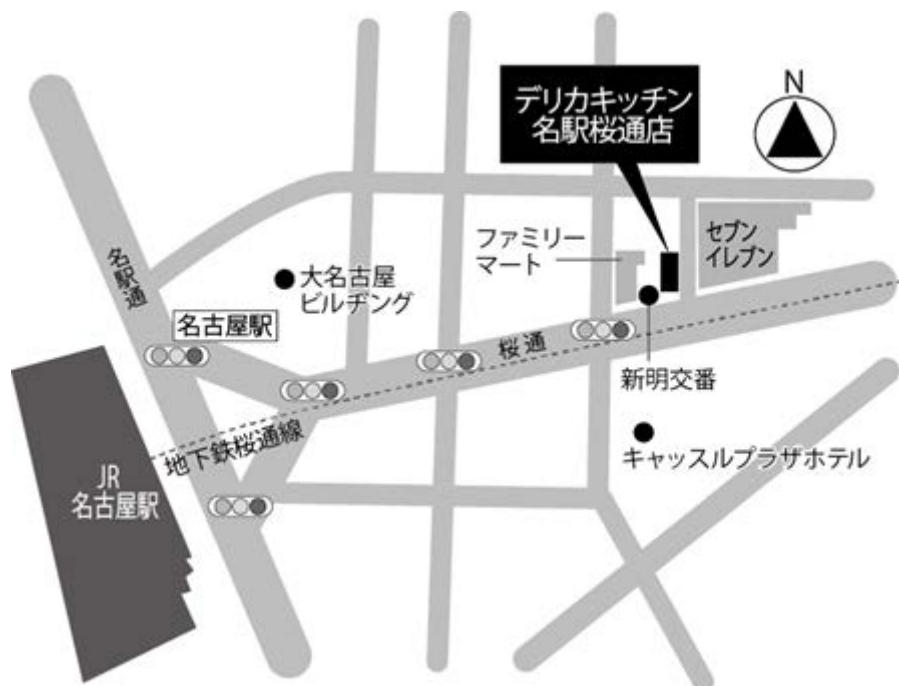 N
デリカキッチン
名駅桜通店
セブン
イレブン
ファミリー
マート
名駅通
大名古屋
ビルヂング
名古屋駅
桜通
新明交番
地下鉄桜通線
キャッスルプラザホテル
JR
名古屋駅